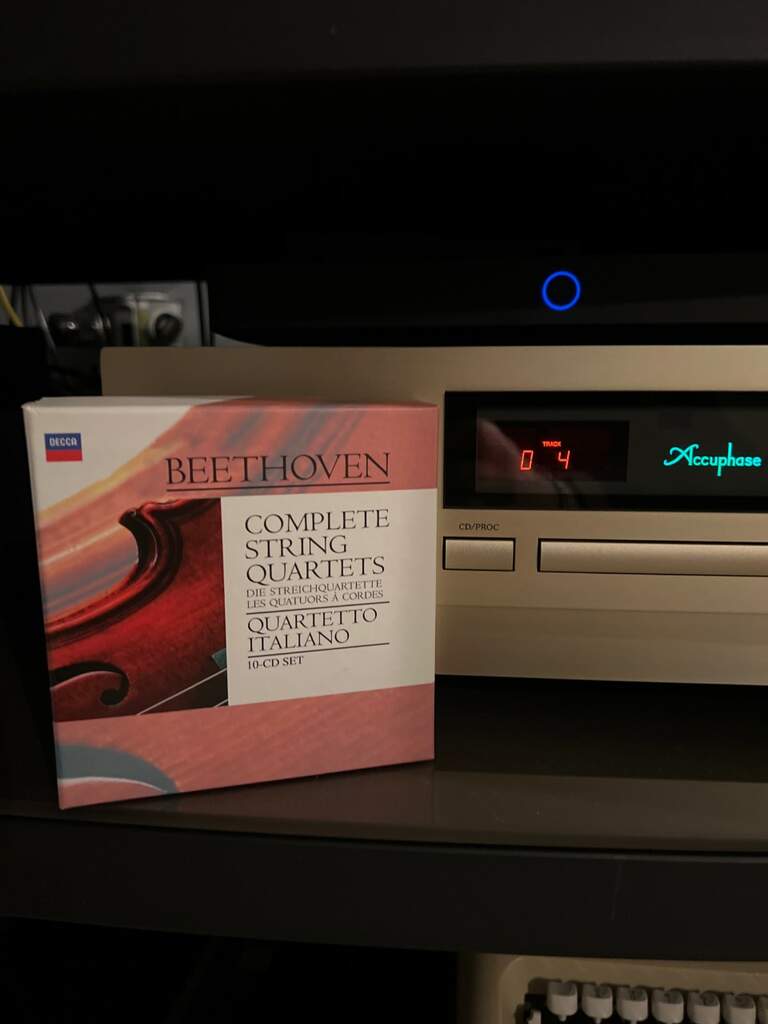 DECCA
BEETHOVEN
COMPLETE
STRING
QUARTETS
DIE STREICHQUARTETTE
LES QUATUORS À CORDES
QUARTETTO
ITALIANO
10-CD SET
TRACK
0 4
Accuphase
CD/PROC